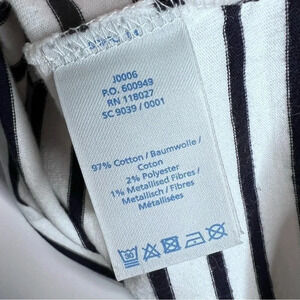 J0006
P.O. 600949
RN 118027
SC 9039 / 0001
97% Cotton / Baumwolle /
Coton
2% Polyester
1% Metallised Fibres /
Metallisch / Fibres
Métallisées